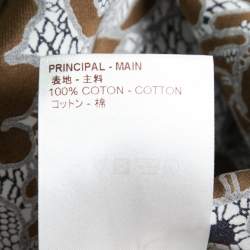 PRINCIPAL - MAIN
表地 - 主料
100% COTON - COTTON
コットン - 棉